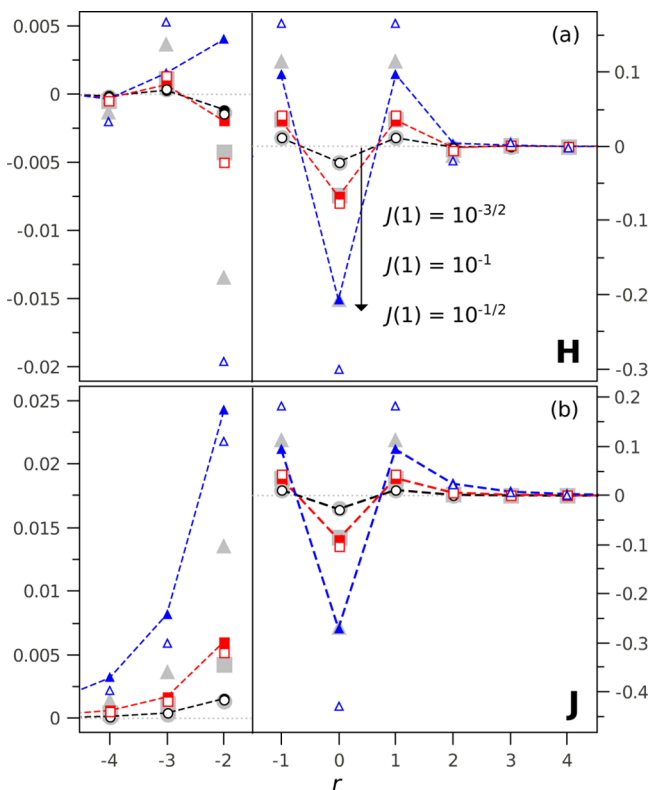 0.005
0
-0.005
-0.01
-0.015
-0.02
(a)
0.1
0
-0.1
-0.2
-0.3
J(1) = 10^{-3/2}
J(1) = 10^{-1}
J(1) = 10^{-1/2}
H
0.025
0.02
0.015
0.01
0.005
0
(b)
0.2
0.1
0
-0.1
-0.2
-0.3
-0.4
J
-4 -3 -2 -1 0 1 2 3 4
r